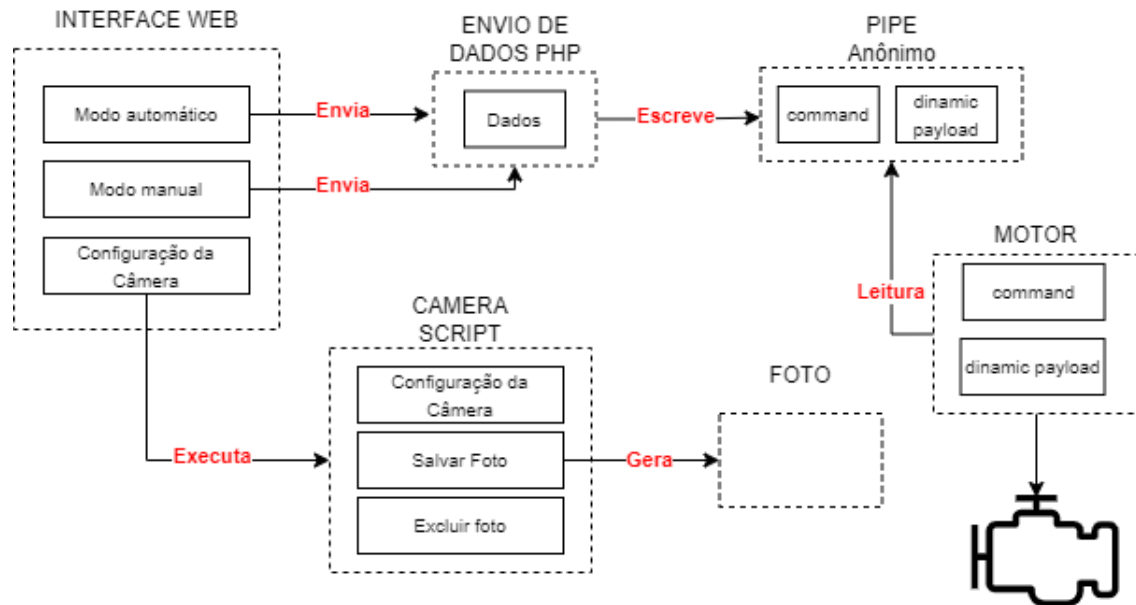 INTERFACE WEB
Modo automático
Modo manual
Configuração da
Câmera
Envia
Envia
ENVIO DE
DADOS PHP
Dados
Escreve
PIPE
Anônimo
command
dinamic
payload
MOTOR
command
dinamic payload
Leitura
CAMERA
SCRIPT
Configuração da
Câmera
Salvar Foto
Excluir foto
Executa
Gera
FOTO